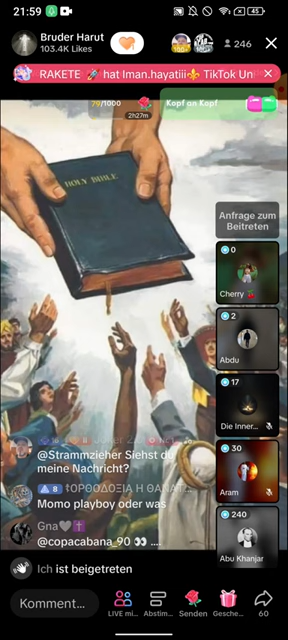 21:59
45
Bruder Harut
103.4K Likes
246
RAKETE 🚀 hat Iman.hayatiii⚜️ TikTok Un
79/1000
Kopf an Kopf
2h27m
HOLY BIBLE
Anfrage zum
Beitreten
0
Cherry 🍒
2
Abdu
17
Die Inner...
30
Aram
240
Abu Khanjar
@Strammzieher Siehst du
meine Nachricht?
8
Momo playboy oder was
Gna🩶✝️
@copacabana_90 👀 ....
Ich ist beigetreten
Komment...
LIVE mi...
Abstim...
Senden
Gesche...
60